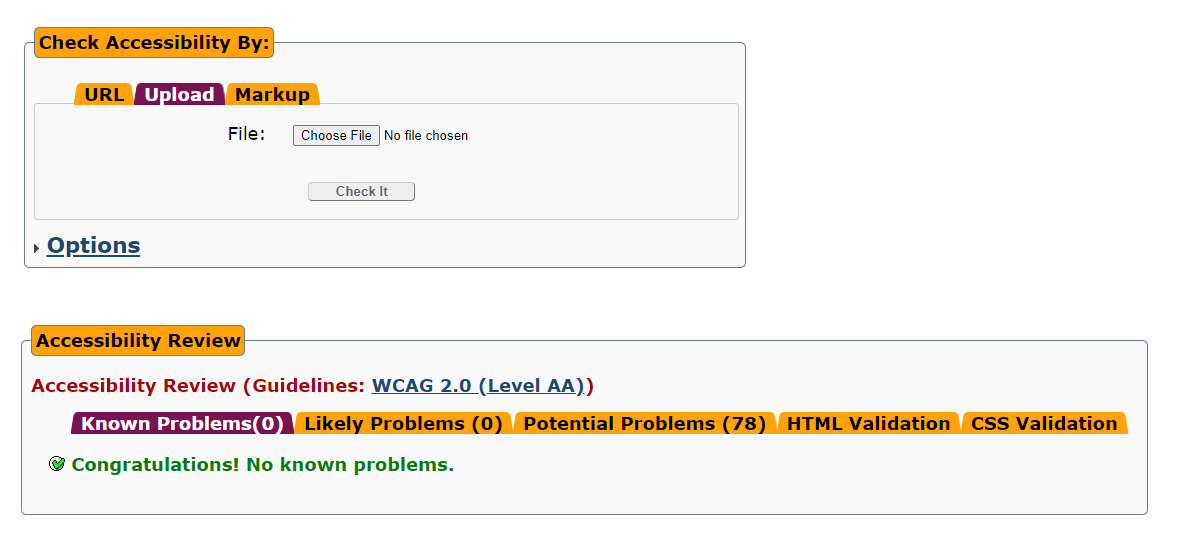 Check Accessibility By:
URL Upload Markup
File: Choose File No file chosen
Check It
Options
Accessibility Review
Accessibility Review (Guidelines: WCAG 2.0 (Level AA))
Known Problems(0) Likely Problems (0) Potential Problems (78) HTML Validation CSS Validation
Congratulations! No known problems.